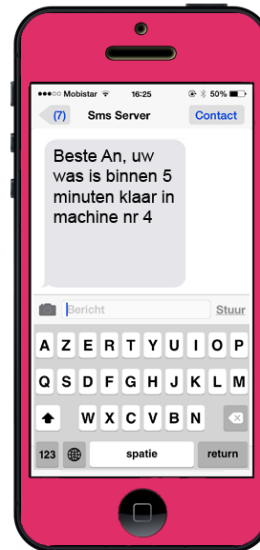 Mobistar 16:25 50%
(7) Sms Server Contact
Beste An, uw
was is binnen 5
minuten klaar in
machine nr 4
Bericht Stuur
A Z E R T Y U I O P
Q S D F G H J K L M
W X C V B N
123 spatie return